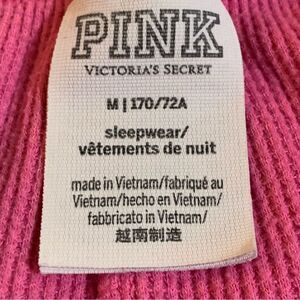 PINK
VICTORIA'S SECRET
M | 170/72A
sleepwear/
vêtements de nuit
made in Vietnam/fabriqué au
Vietnam/hecho en Vietnam/
fabbricato in Vietnam/
越南制造